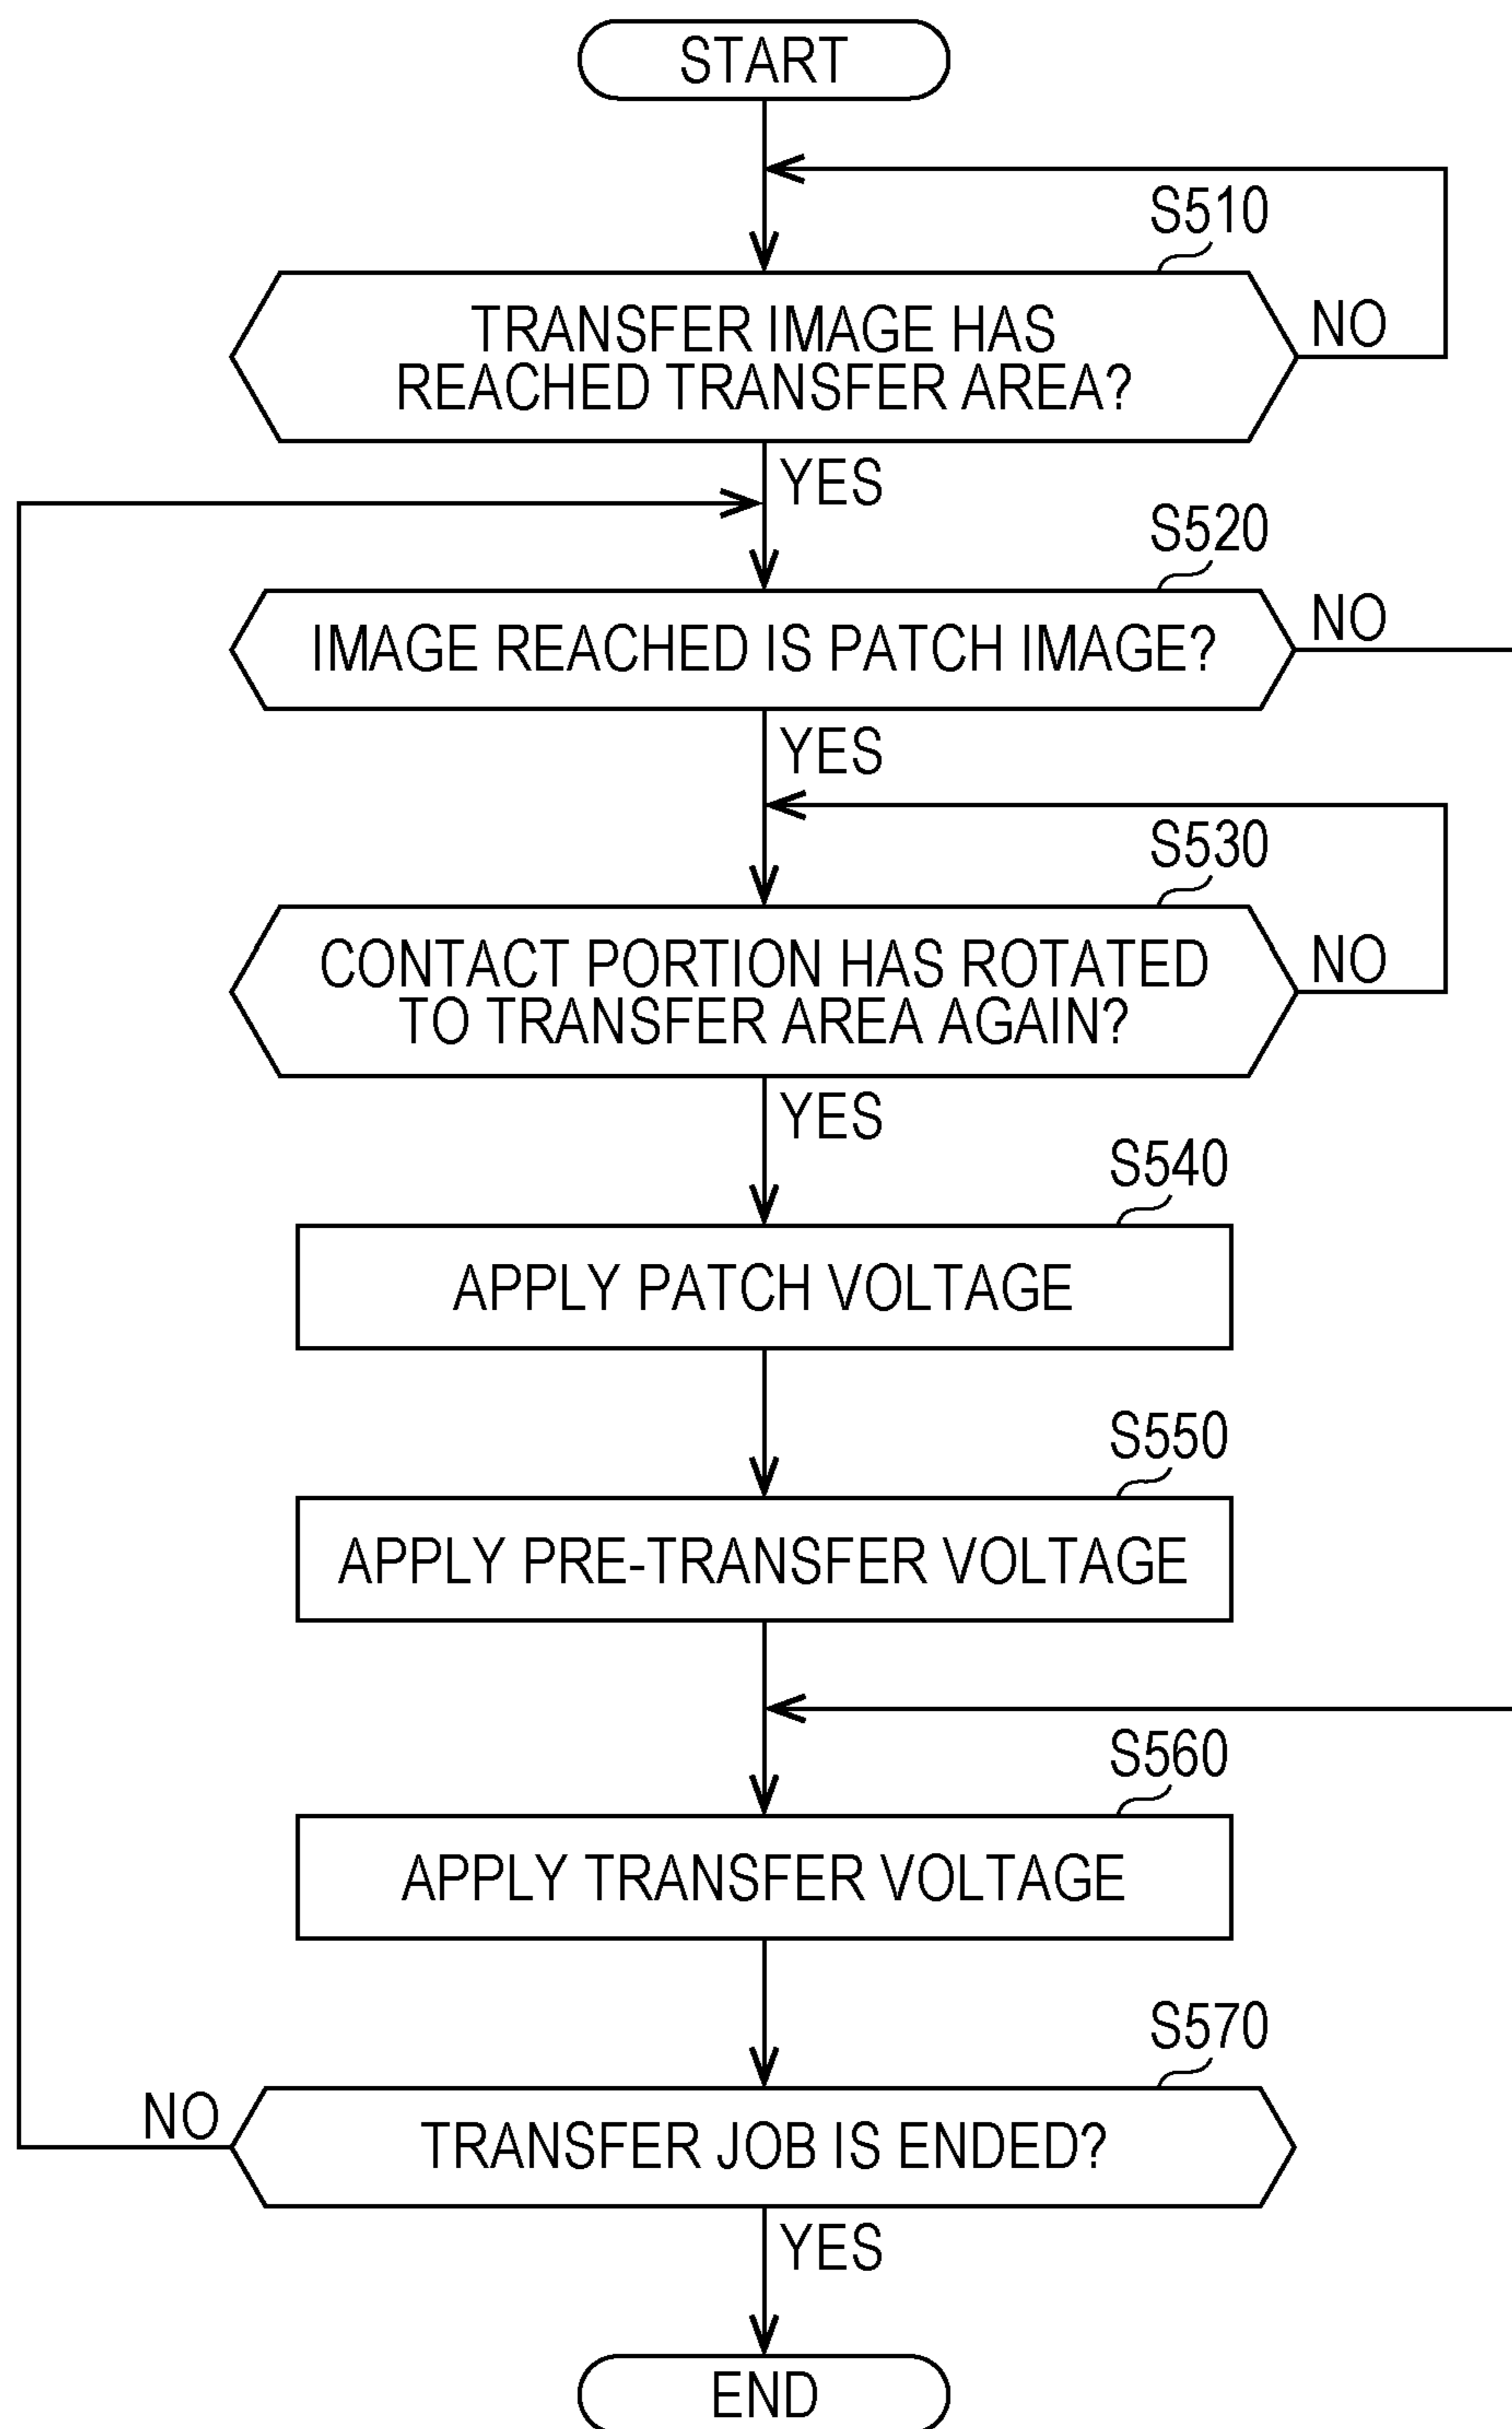 START
S510
TRANSFER IMAGE HAS
REACHED TRANSFER AREA?
NO
YES
S520
IMAGE REACHED IS PATCH IMAGE?
NO
YES
S530
CONTACT PORTION HAS ROTATED
TO TRANSFER AREA AGAIN?
NO
YES
S540
APPLY PATCH VOLTAGE
S550
APPLY PRE-TRANSFER VOLTAGE
S560
APPLY TRANSFER VOLTAGE
S570
TRANSFER JOB IS ENDED?
NO
YES
END